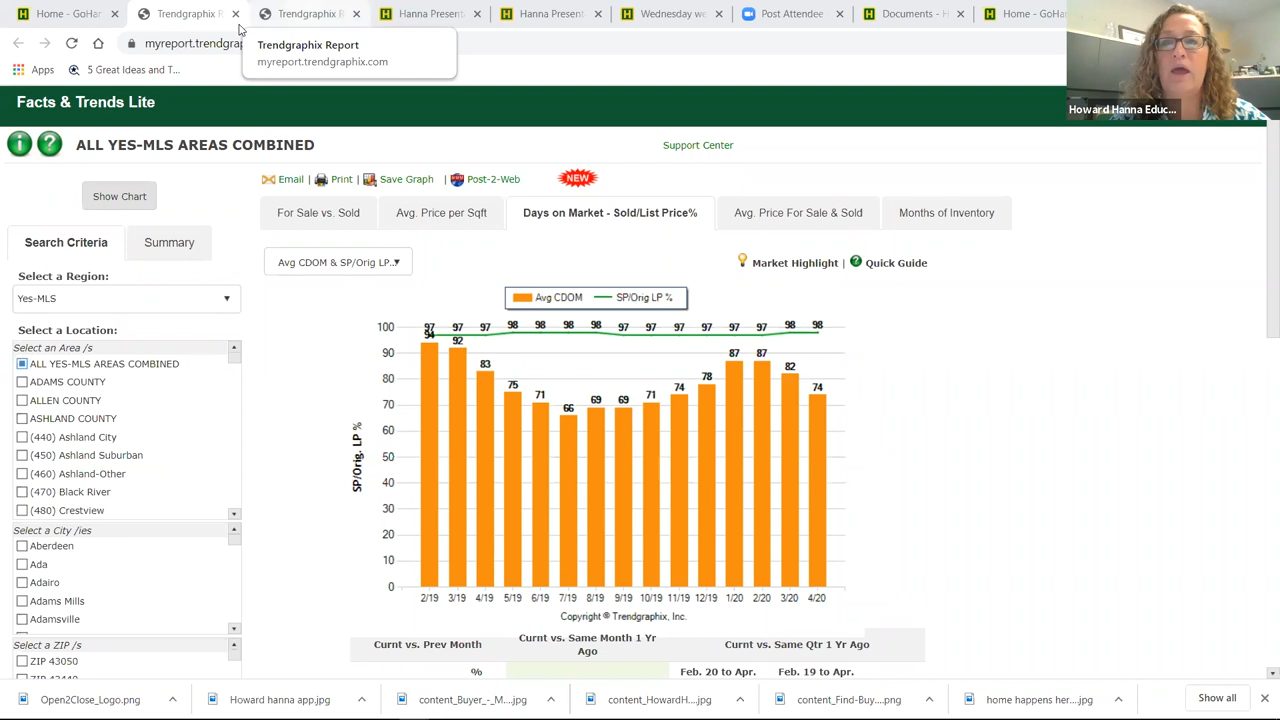 Home - GoHar
Trendgraphix R
Trendgraphix R
Hanna Present
Hanna Present
Wednesday we
Post Attendee
Documents - H
Home - GoHan
myreport.trendgrap
Trendgraphix Report
myreport.trendgraphix.com
Apps
5 Great Ideas and T...
Howard Hanna Educ...
Facts & Trends Lite
ALL YES-MLS AREAS COMBINED
Support Center
Email
Print
Save Graph
Post-2-Web
NEW
Show Chart
For Sale vs. Sold
Avg. Price per Sqft
Days on Market - Sold/List Price%
Avg. Price For Sale & Sold
Months of Inventory
Search Criteria
Summary
Avg CDOM & SP/Orig LP..
Market Highlight |
Quick Guide
Select a Region:
Yes-MLS
Select a Location:
Select an Area /s
ALL YES-MLS AREAS COMBINED
ADAMS COUNTY
ALLEN COUNTY
ASHLAND COUNTY
(440) Ashland City
(450) Ashland Suburban
(460) Ashland-Other
(470) Black River
(480) Crestview
Select a City /ies
Aberdeen
Ada
Adairo
Adams Mills
Adamsville
Select a ZIP /s
ZIP 43050
Avg CDOM
SP/Orig LP %
SP/Orig. LP %
100
90
80
70
60
50
40
30
20
10
0
97 97 97 98 98 98 98 97 97 97 97 97 97 98 98
94 92 83 75 71 66 69 69 71 74 78 87 87 82 74
2/19 3/19 4/19 5/19 6/19 7/19 8/19 9/19 10/19 11/19 12/19 1/20 2/20 3/20 4/20
Copyright ® Trendgraphix, Inc.
Curnt vs. Prev Month
Curnt vs. Same Month 1 Yr
Ago
Curnt vs. Same Qtr 1 Yr Ago
%
Feb. 20 to Apr.
Feb. 19 to Apr.
Open2Close_Logo.png
Howard hanna app.jpg
content_Buyer_-_M....jpg
content_HowardH....jpg
content_Find-Buy....png
home happens her....jpg
Show all